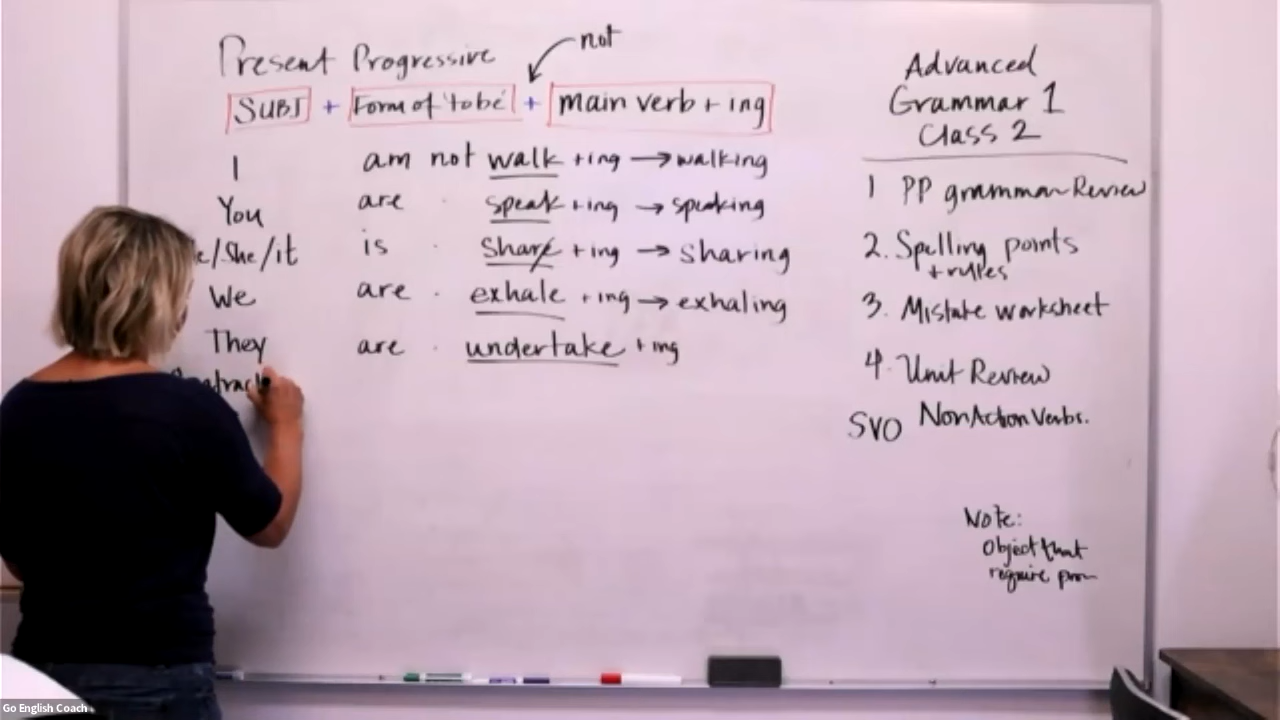 Present Progressive
not
SUBJ + Form of 'to be' + main verb + ing
I am not walk +ing → walking
You are · speak +ing → speaking
/She/it is · Share +ing → sharing
We are · exhale +ing → exhaling
They are · undertake +ing
Advanced
Grammar 1
Class 2
1 PP grammar Review
2. Spelling points
+ rules
3. Mistake worksheet
4. Unit Review
SVO NonAction Verbs.
Note:
Object that
require pron
Go English Coach